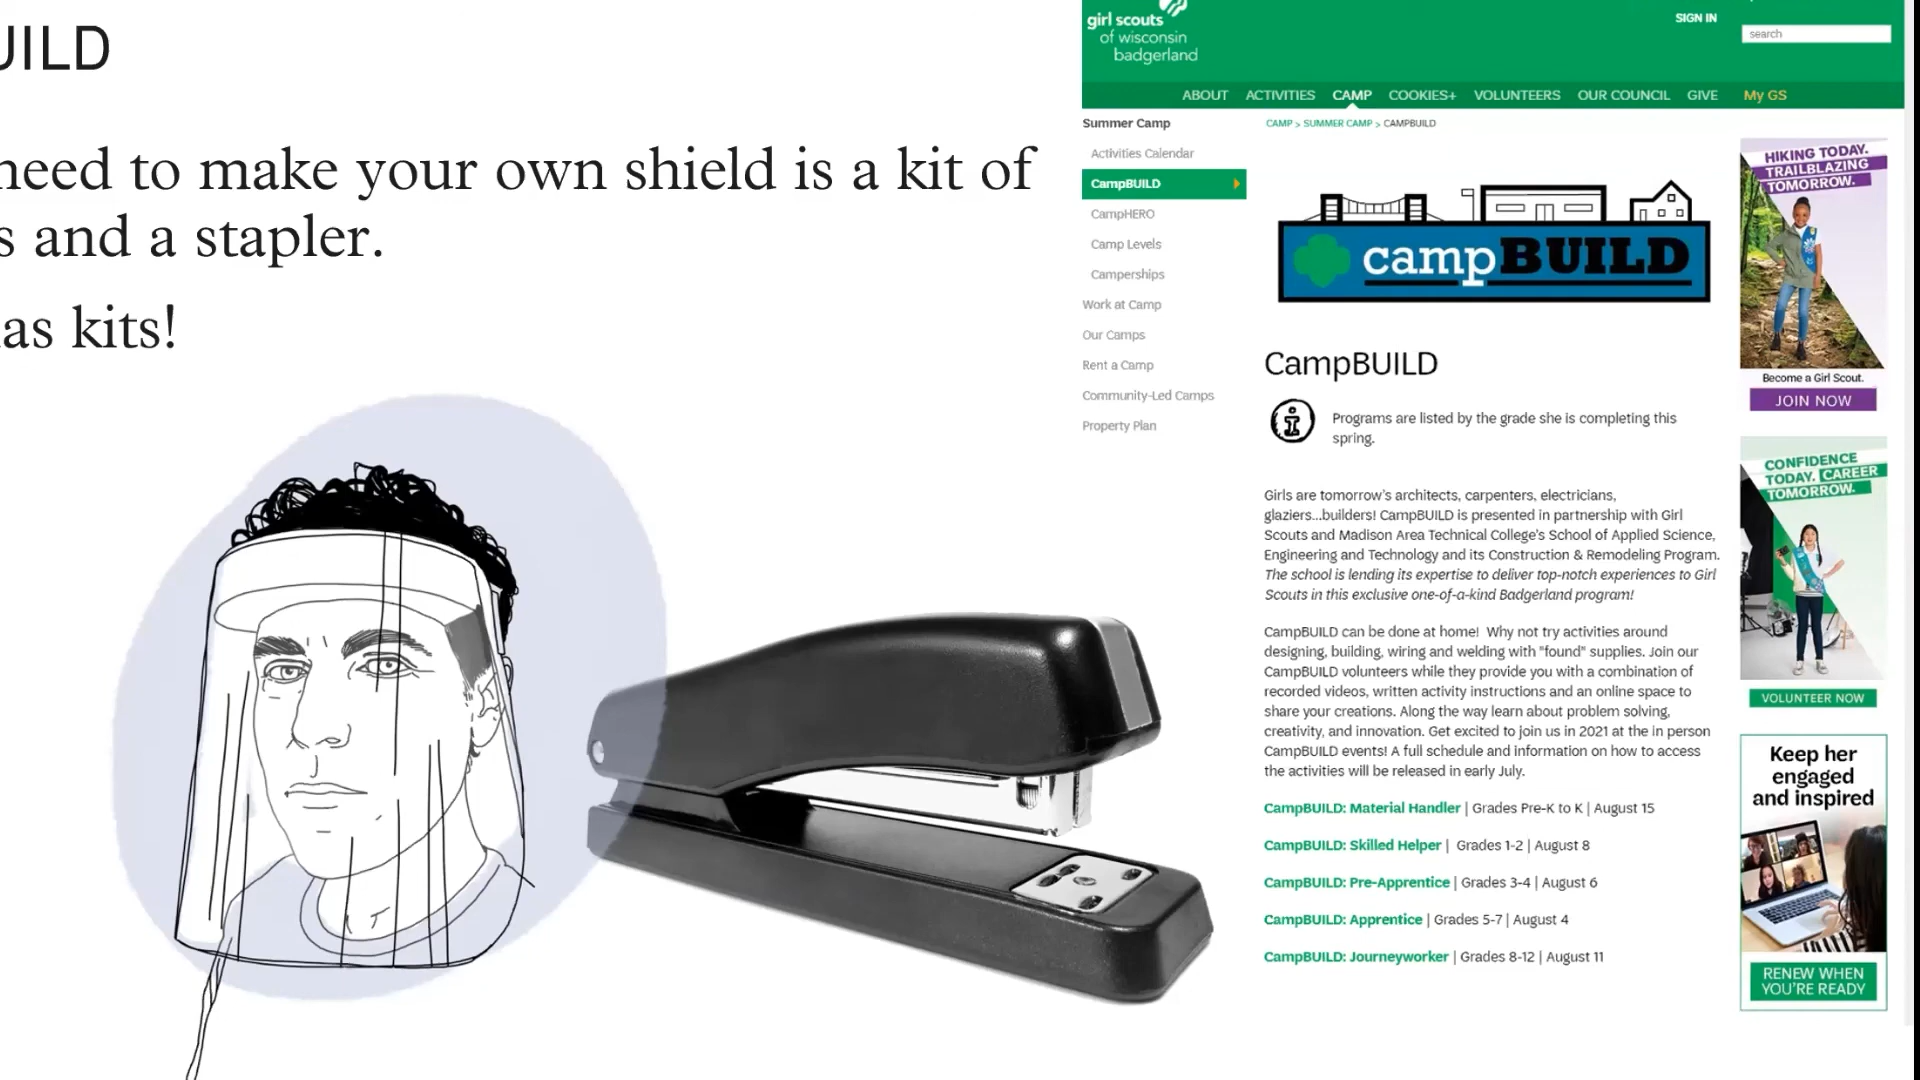 UILD
need to make your own shield is a kit of
s and a stapler.
as kits!
girl scouts
of wisconsin
badgerland
SIGN IN
search
ABOUT ACTIVITIES CAMP COOKIES+ VOLUNTEERS OUR COUNCIL GIVE My GS
Summer Camp
Activities Calendar
CampBUILD
CampHERO
Camp Levels
Camperships
Work at Camp
Our Camps
Rent a Camp
Community-Led Camps
Property Plan
CAMP > SUMMER CAMP > CAMPBUILD
campBUILD
CampBUILD
Programs are listed by the grade she is completing this
spring.
Girls are tomorrow's architects, carpenters, electricians,
glaziers...builders! CampBUILD is presented in partnership with Girl
Scouts and Madison Area Technical College's School of Applied Science,
Engineering and Technology and its Construction & Remodeling Program.
The school is lending its expertise to deliver top-notch experiences to Girl
Scouts in this exclusive one-of-a-kind Badgerland program!
CampBUILD can be done at home! Why not try activities around
designing, building, wiring and welding with "found" supplies. Join our
CampBUILD volunteers while they provide you with a combination of
recorded videos, written activity instructions and an online space to
share your creations. Along the way learn about problem solving,
creativity, and innovation. Get excited to join us in 2021 at the in person
CampBUILD events! A full schedule and information on how to access
the activities will be released in early July.
CampBUILD: Material Handler | Grades Pre-K to K | August 15
CampBUILD: Skilled Helper | Grades 1-2 | August 8
CampBUILD: Pre-Apprentice | Grades 3-4 | August 6
CampBUILD: Apprentice | Grades 5-7 | August 4
CampBUILD: Journeyworker | Grades 8-12 | August 11
HIKING TODAY.
TRAILBLAZING
TOMORROW.
Become a Girl Scout.
JOIN NOW
CONFIDENCE
TODAY. CAREER
TOMORROW.
VOLUNTEER NOW
Keep her
engaged
and inspired
RENEW WHEN
YOU'RE READY